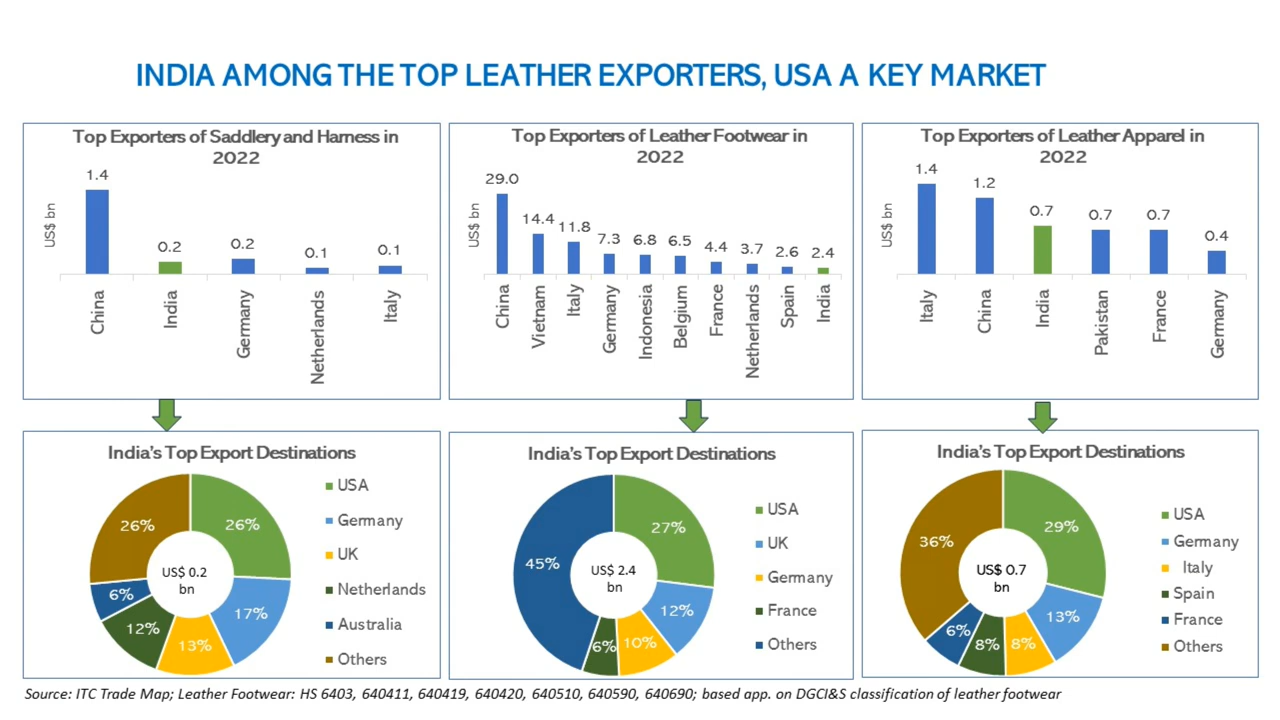 INDIA AMONG THE TOP LEATHER EXPORTERS, USA A KEY MARKET
Top Exporters of Saddlery and Harness in
2022
US$ bn
1.4
0.2
0.2
0.1
0.1
China
India
Germany
Netherlands
Italy
Top Exporters of Leather Footwear in
2022
US$ bn
29.0
14.4
11.8
7.3
6.8
6.5
4.4
3.7
2.6
2.4
China
Vietnam
Italy
Germany
Indonesia
Belgium
France
Netherlands
Spain
India
Top Exporters of Leather Apparel in
2022
US$ bn
1.4
1.2
0.7
0.7
0.7
0.4
Italy
China
India
Pakistan
France
Germany
India's Top Export Destinations
26%
17%
13%
12%
6%
26%
US$ 0.2
bn
USA
Germany
UK
Netherlands
Australia
Others
India's Top Export Destinations
27%
12%
10%
6%
45%
US$ 2.4
bn
USA
UK
Germany
France
Others
India's Top Export Destinations
29%
13%
8%
8%
6%
36%
US$ 0.7
bn
USA
Germany
Italy
Spain
France
Others
Source: ITC Trade Map; Leather Footwear: HS 6403, 640411, 640419, 640420, 640510, 640590, 640690; based app. on DGCI&S classification of leather footwear